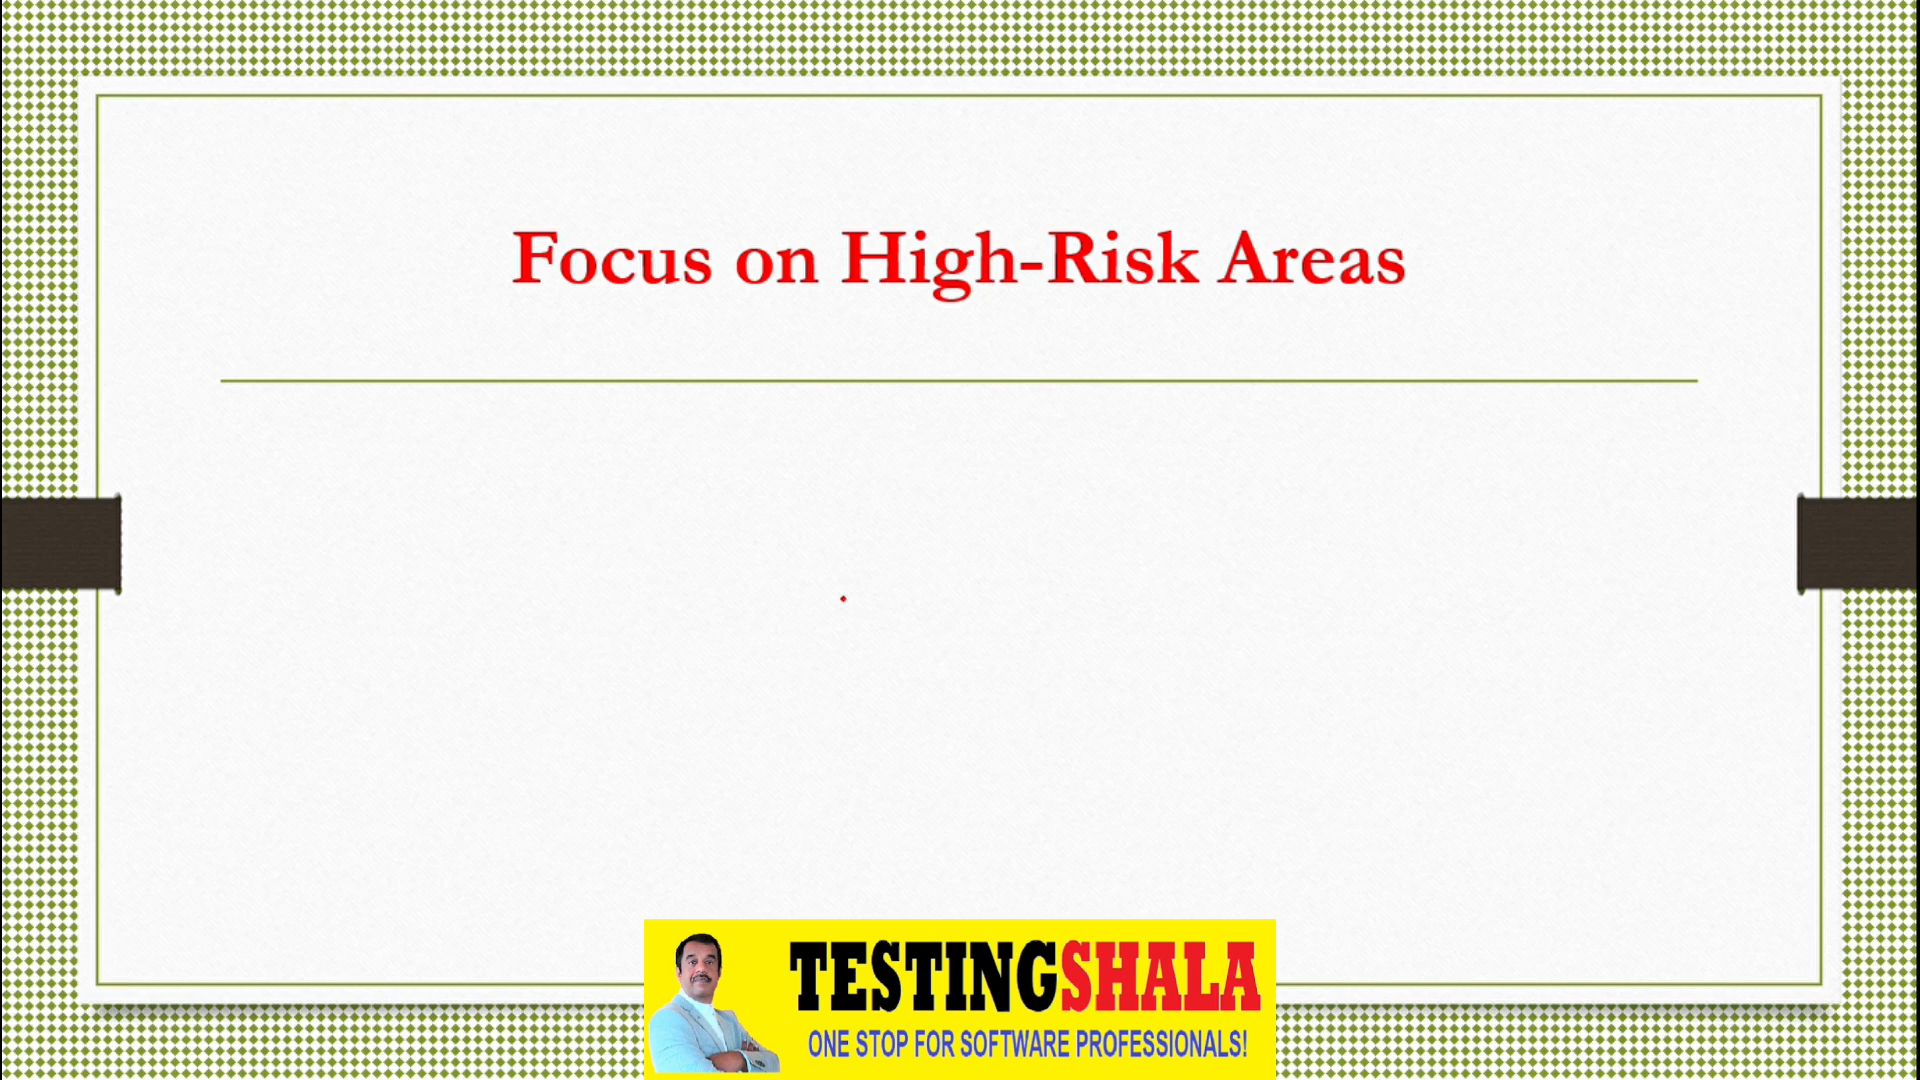 Focus on High-Risk Areas
TESTINGSHALA
ONE STOP FOR SOFTWARE PROFESSIONALS!